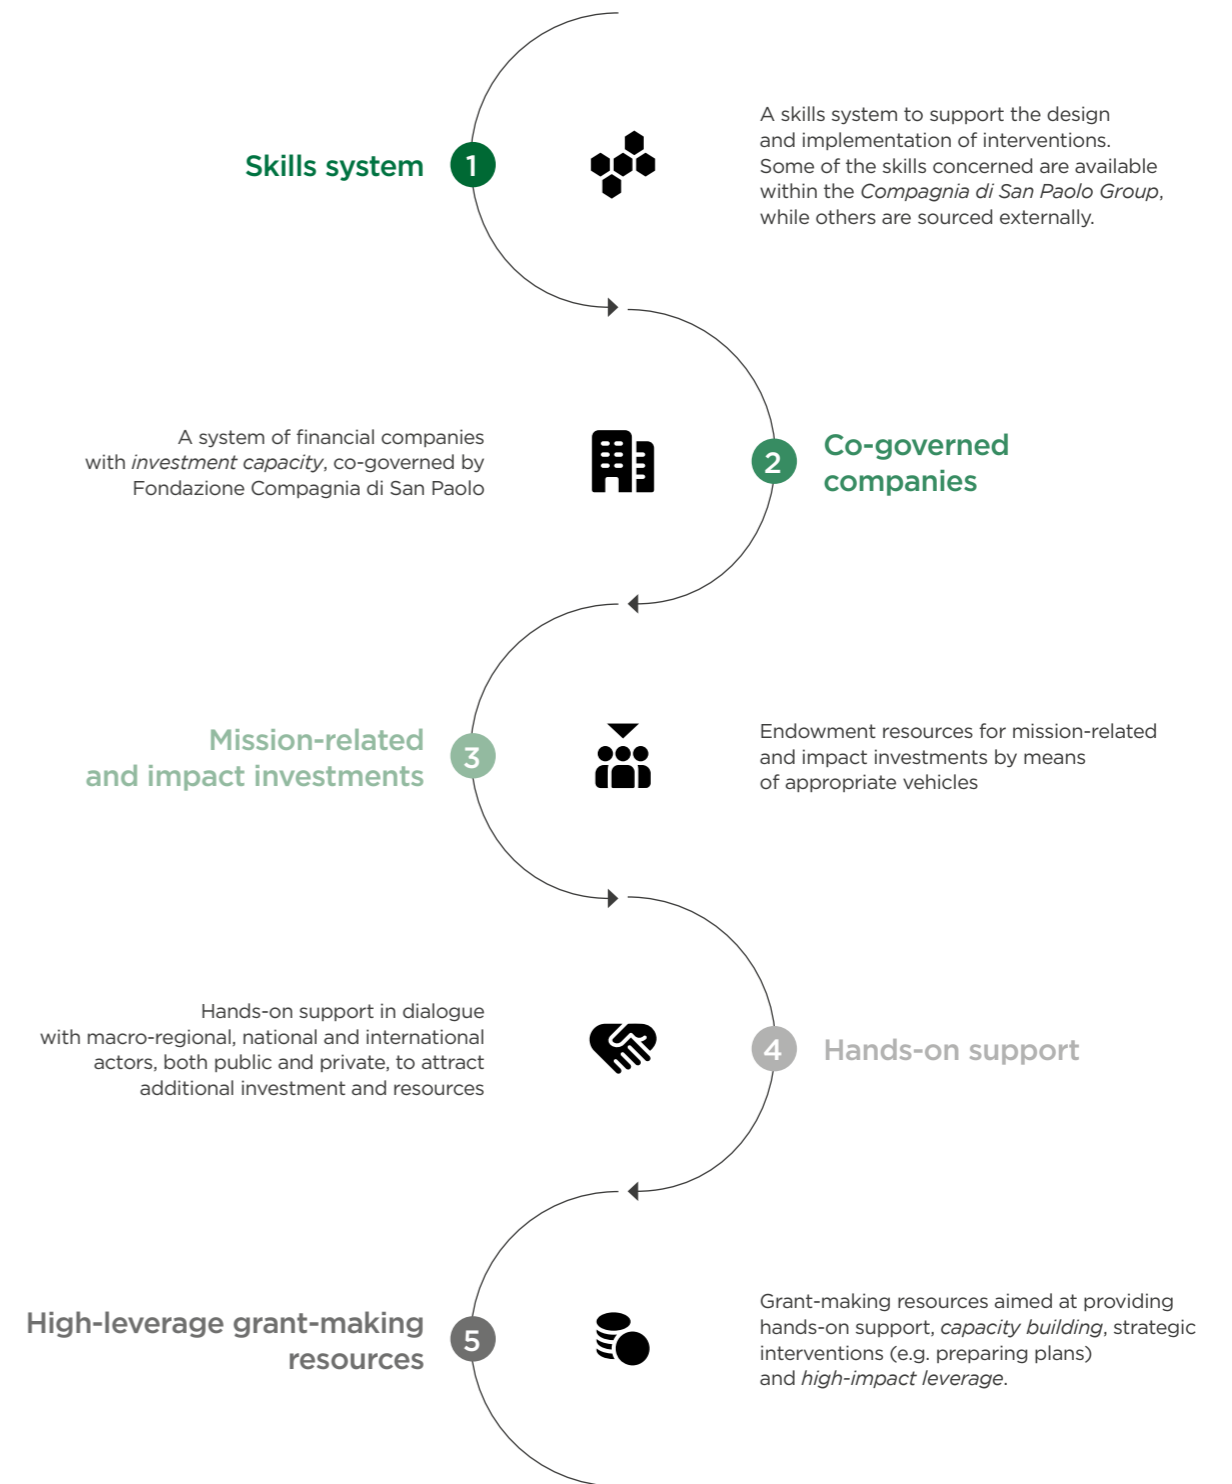 Skills system
1
A skills system to support the design
and implementation of interventions.
Some of the skills concerned are available
within the Compagnia di San Paolo Group,
while others are sourced externally.
A system of financial companies
with investment capacity, co-governed by
Fondazione Compagnia di San Paolo
2
Co-governed
companies
Mission-related
and impact investments
3
Endowment resources for mission-related
and impact investments by means
of appropriate vehicles
Hands-on support in dialogue
with macro-regional, national and international
actors, both public and private, to attract
additional investment and resources
4
Hands-on support
High-leverage grant-making
resources
5
Grant-making resources aimed at providing
hands-on support, capacity building, strategic
interventions (e.g. preparing plans)
and high-impact leverage.